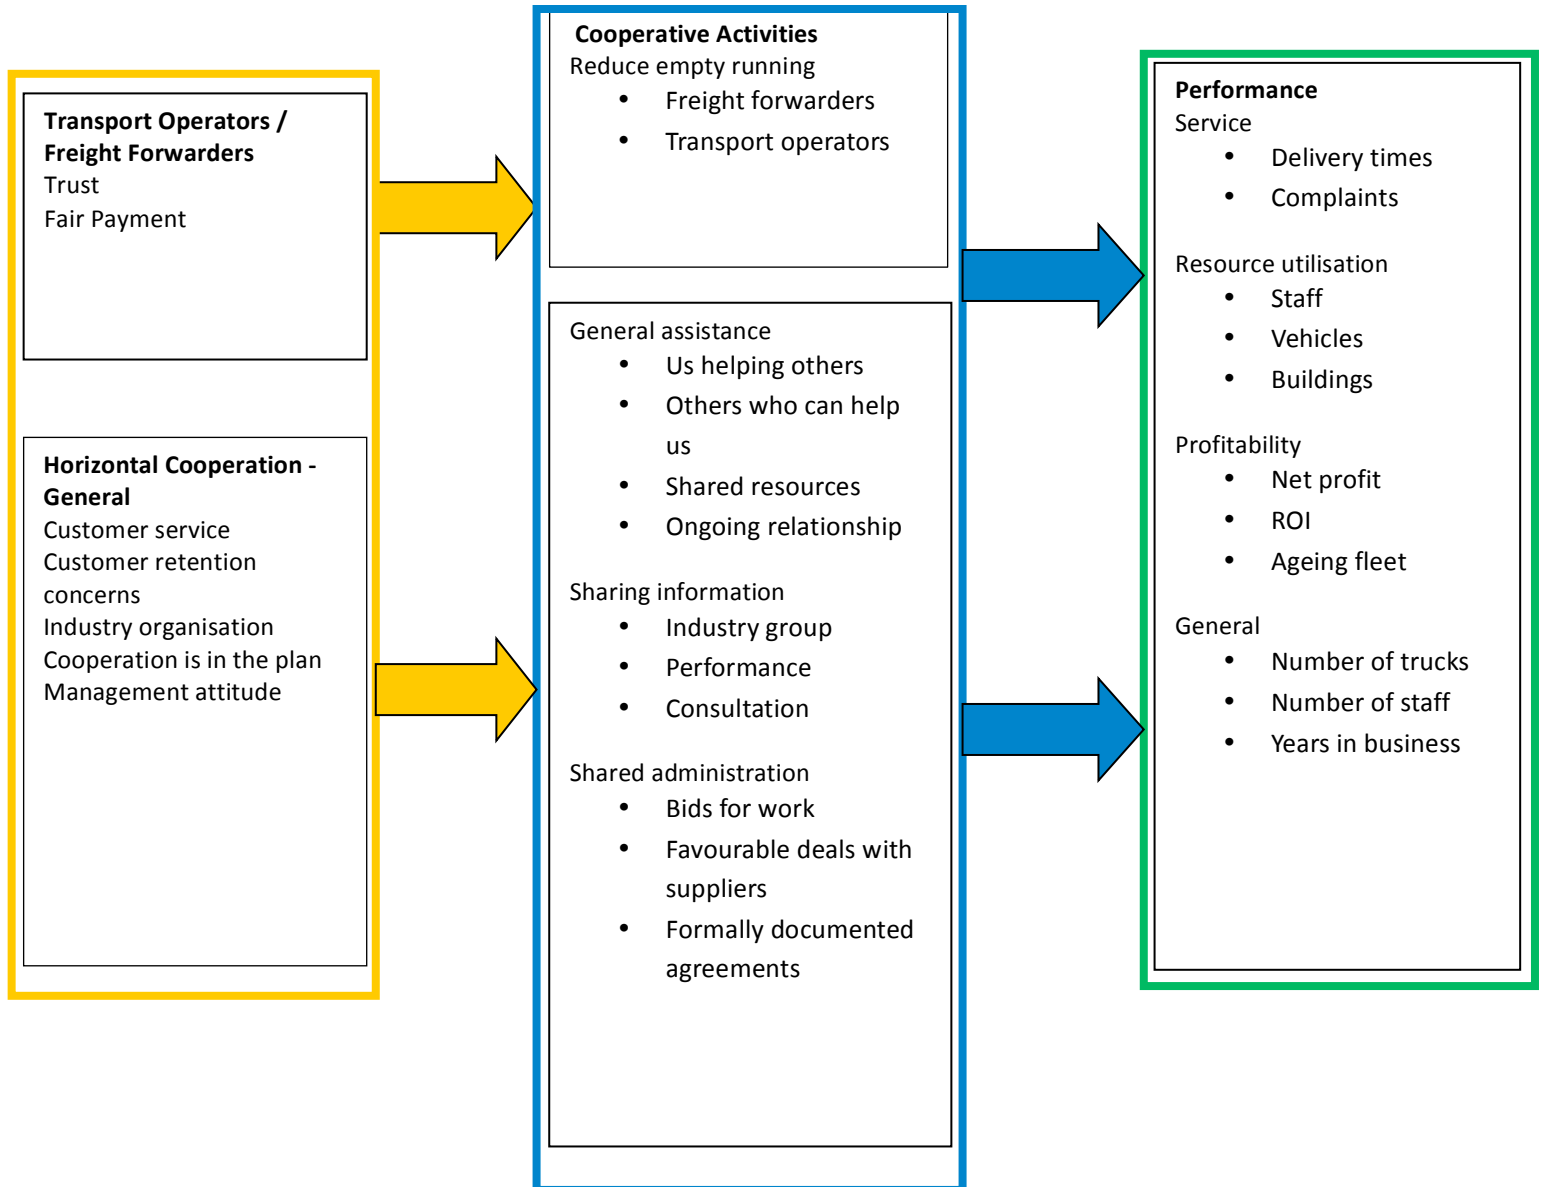 Transport Operators /
Freight Forwarders
Trust
Fair Payment
Horizontal Cooperation -
General
Customer service
Customer retention
concerns
Industry organisation
Cooperation is in the plan
Management attitude
Cooperative Activities
Reduce empty running
• Freight forwarders
• Transport operators
General assistance
• Us helping others
• Others who can help
us
• Shared resources
• Ongoing relationship
Sharing information
• Industry group
• Performance
• Consultation
Shared administration
• Bids for work
• Favourable deals with
suppliers
• Formally documented
agreements
Performance
Service
• Delivery times
• Complaints
Resource utilisation
• Staff
• Vehicles
• Buildings
Profitability
• Net profit
• ROI
• Ageing fleet
General
• Number of trucks
• Number of staff
• Years in business